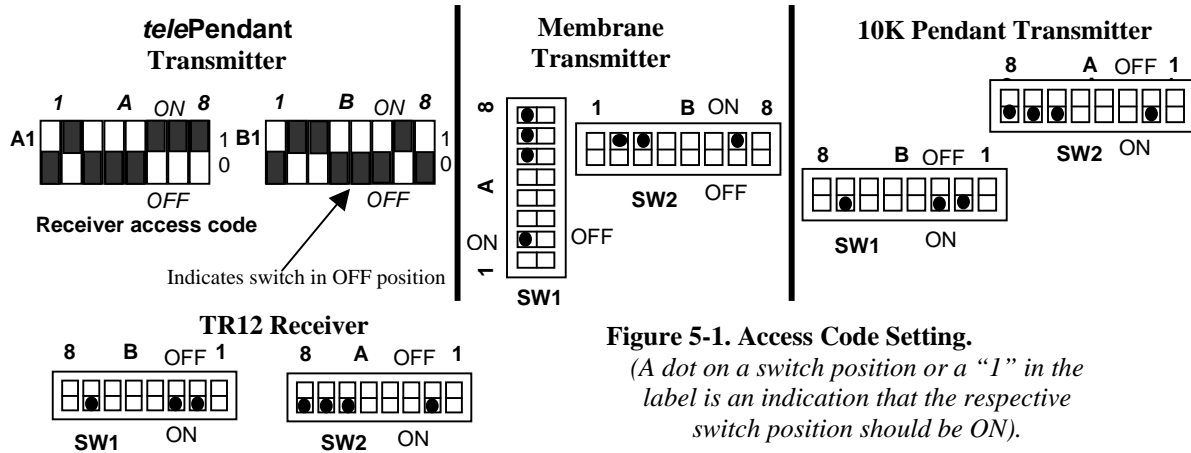 telePendant
Transmitter
1 A ON 8
A1
1
0
OFF
1 B ON 8
B1
1
0
OFF
Receiver access code
Indicates switch in OFF position
Membrane
Transmitter
8
A
1
ON
OFF
SW1
1 B ON 8
SW2 OFF
10K Pendant Transmitter
8 A OFF 1
SW2 ON
8 B OFF 1
SW1 ON
TR12 Receiver
8 B OFF 1
SW1 ON
8 A OFF 1
SW2 ON
Figure 5-1. Access Code Setting.
(A dot on a switch position or a “1” in the
label is an indication that the respective
switch position should be ON).